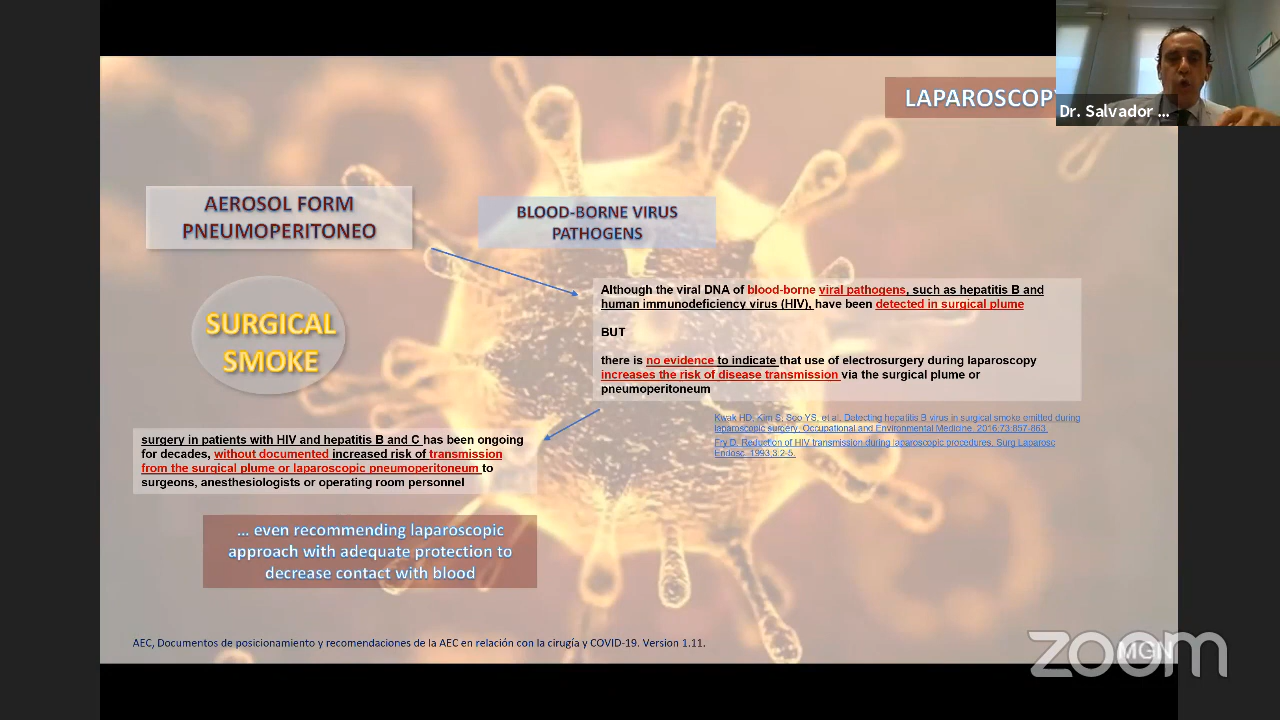 LAPAROSCOP
Dr. Salvador ...
AEROSOL FORM
PNEUMOPERITONEO
BLOOD-BORNE VIRUS
PATHOGENS
SURGICAL
SMOKE
Although the viral DNA of blood-borne viral pathogens, such as hepatitis B and
human immunodeficiency virus (HIV), have been detected in surgical plume
BUT
there is no evidence to indicate that use of electrosurgery during laparoscopy
increases the risk of disease transmission via the surgical plume or
pneumoperitoneum
Kwak HD, Kim S, Seo YS, et al. Detecting hepatitis B virus in surgical smoke emitted during
laparoscopic surgery. Occupational and Environmental Medicine. 2016;73:857-863.
Fry D. Reduction of HIV transmission during laparoscopic procedures. Surg Laparosc
Endosc. 1993;3:2-5.
surgery in patients with HIV and hepatitis B and C has been ongoing
for decades, without documented increased risk of transmission
from the surgical plume or laparoscopic pneumoperitoneum to
surgeons, anesthesiologists or operating room personnel
... even recommending laparoscopic
approach with adequate protection to
decrease contact with blood
AEC, Documentos de posicionamiento y recomendaciones de la AEC en relación con la cirugía y COVID-19. Version 1.11.
MGN
zoom